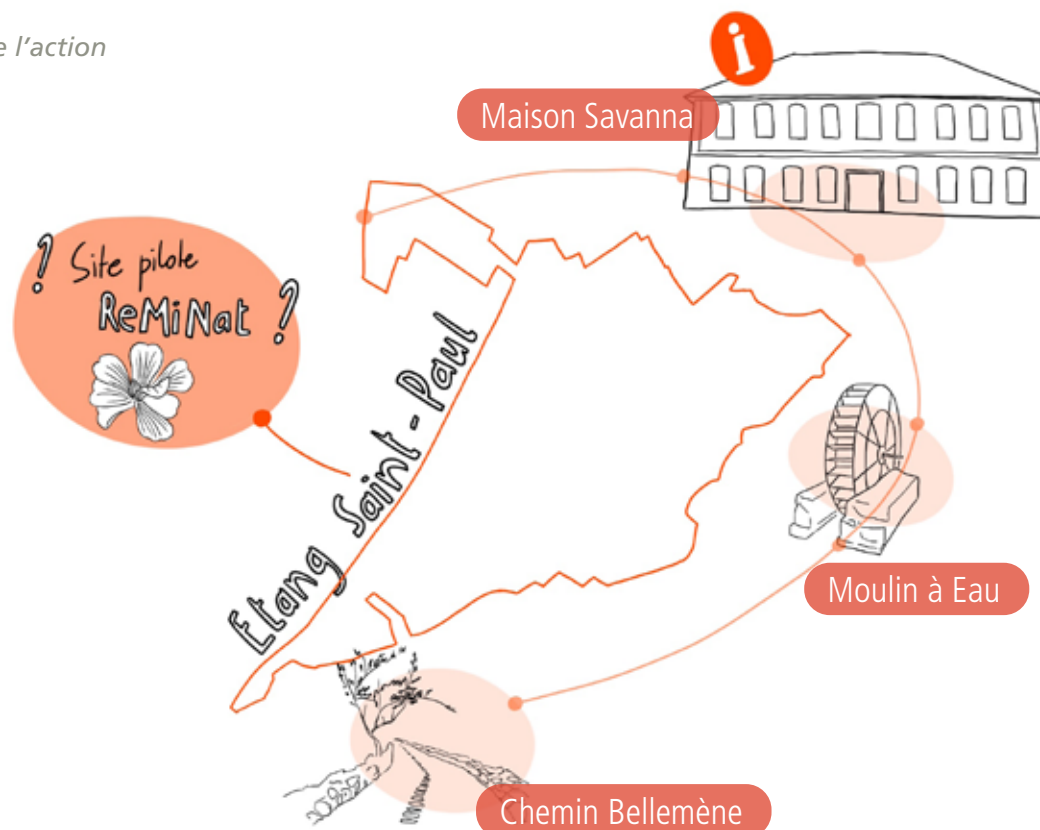 e l'action
i
Maison Savanna
? Site pilote
ReMiNat ?
Etang Saint-Paul
Moulin à Eau
Chemin Bellemène